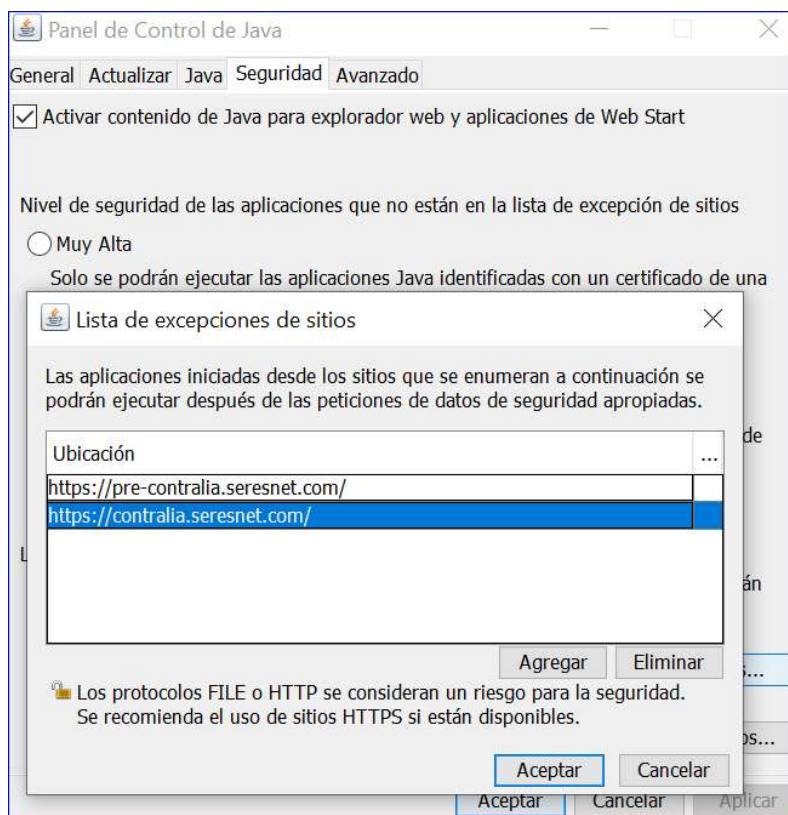 Panel de Control de Java
General Actualizar Java Seguridad Avanzado
Activar contenido de Java para explorador web y aplicaciones de Web Start
Nivel de seguridad de las aplicaciones que no están en la lista de excepción de sitios
Muy Alta
Solo se podrán ejecutar las aplicaciones Java identificadas con un certificado de una
Lista de excepciones de sitios
Las aplicaciones iniciadas desde los sitios que se enumeran a continuación se
podrán ejecutar después de las peticiones de datos de seguridad apropiadas.
de
Ubicación ...
https://pre-contralia.seresnet.com/
https://contralia.seresnet.com/
L
án
Agregar Eliminar
s...
Los protocolos FILE o HTTP se consideran un riesgo para la seguridad.
Se recomienda el uso de sitios HTTPS si están disponibles.
os...
Aceptar Cancelar
Aceptar Cancelar Aplicar